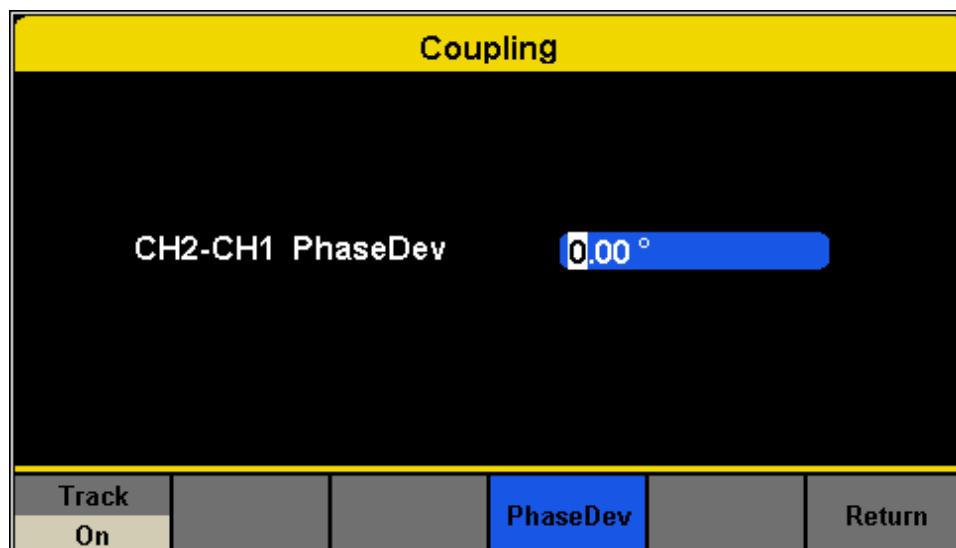 Coupling
CH2-CH1 PhaseDev 0.00 °
Track
On
PhaseDev
Return